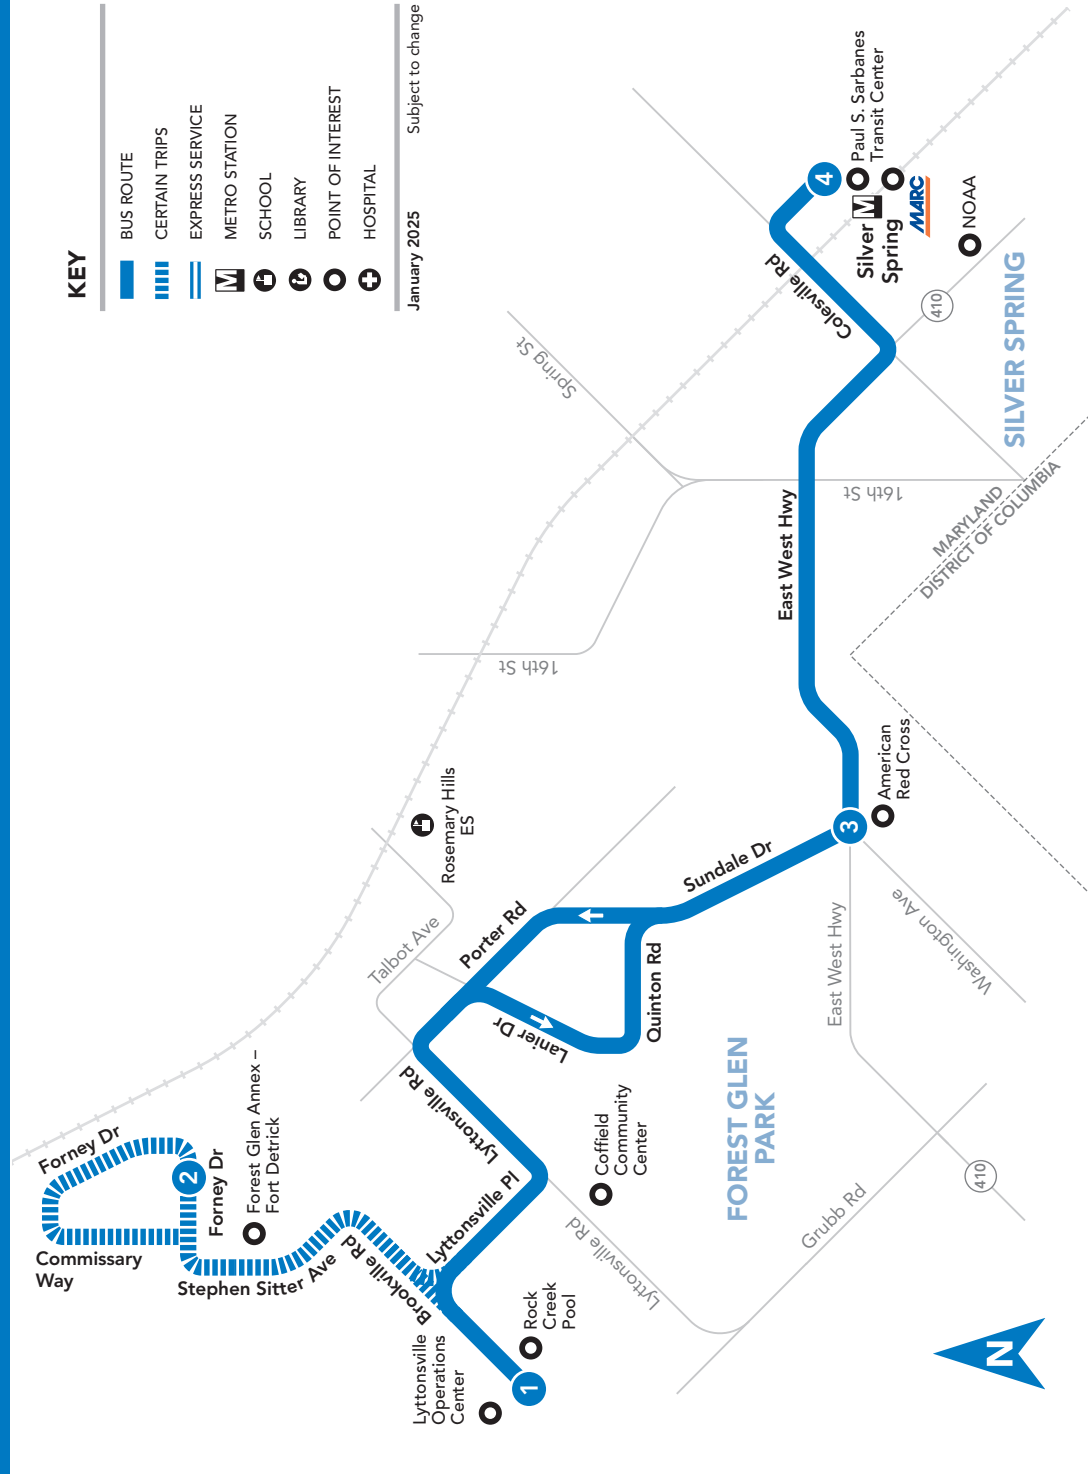 KEY
BUS ROUTE
CERTAIN TRIPS
EXPRESS SERVICE
M
METRO STATION
SCHOOL
LIBRARY
POINT OF INTEREST
HOSPITAL
January 2025
Subject to change
Forney Dr
Commissary
Way
2
Forney Dr
Forest Glen Annex –
Fort Detrick
Stephen Sitter Ave
Brookville Rd
Lyttonsville Pl
Lyttonsville
Operations
Center
1
Rock
Creek
Pool
Lyttonsville Rd
Lyttonsville Rd
Talbot Ave
Rosemary Hills
ES
Porter Rd
Lanier Dr
Quinton Rd
Coffield
Community
Center
FOREST GLEN
PARK
Grubb Rd
410
East West Hwy
Washington Ave
Sundale Dr
3
American
Red Cross
16th St
East West Hwy
16th St
Spring St
MARYLAND
DISTRICT OF COLUMBIA
Colesville Rd
4
Paul S. Sarbanes
Transit Center
Silver
Spring
M
MARC
NOAA
410
SILVER SPRING
N